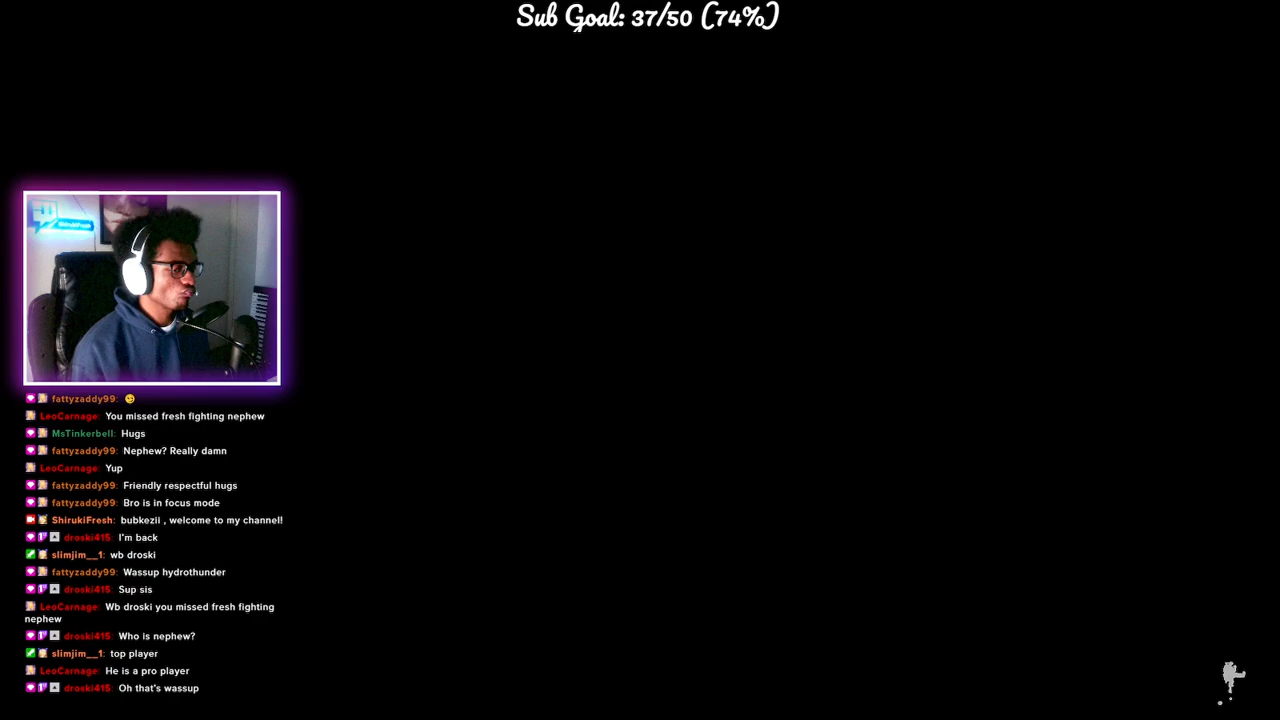 Sub Goal: 37/50 (74%)
ShirukiFresh
fattyzaddy99: 😏
LeoCarnage: You missed fresh fighting nephew
MsTinkerbell: Hugs
fattyzaddy99: Nephew? Really damn
LeoCarnage: Yup
fattyzaddy99: Friendly respectful hugs
fattyzaddy99: Bro is in focus mode
ShirukiFresh: bubkezii , welcome to my channel!
droski415: I'm back
slimjim__1: wb droski
fattyzaddy99: Wassup hydrothunder
droski415: Sup sis
LeoCarnage: Wb droski you missed fresh fighting
nephew
droski415: Who is nephew?
slimjim__1: top player
LeoCarnage: He is a pro player
droski415: Oh that's wassup